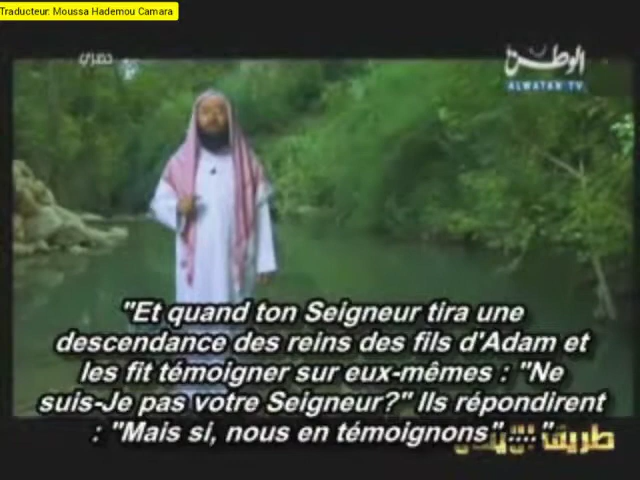 Traducteur: Moussa Hademou Camara
حصري
الوطن
ALWATAN TV
"Et quand ton Seigneur tira une
descendance des reins des fils d'Adam et
les fit témoigner sur eux-mêmes : "Ne
suis-Je pas votre Seigneur?" Ils répondirent
: "Mais si, nous en témoignons" ...."